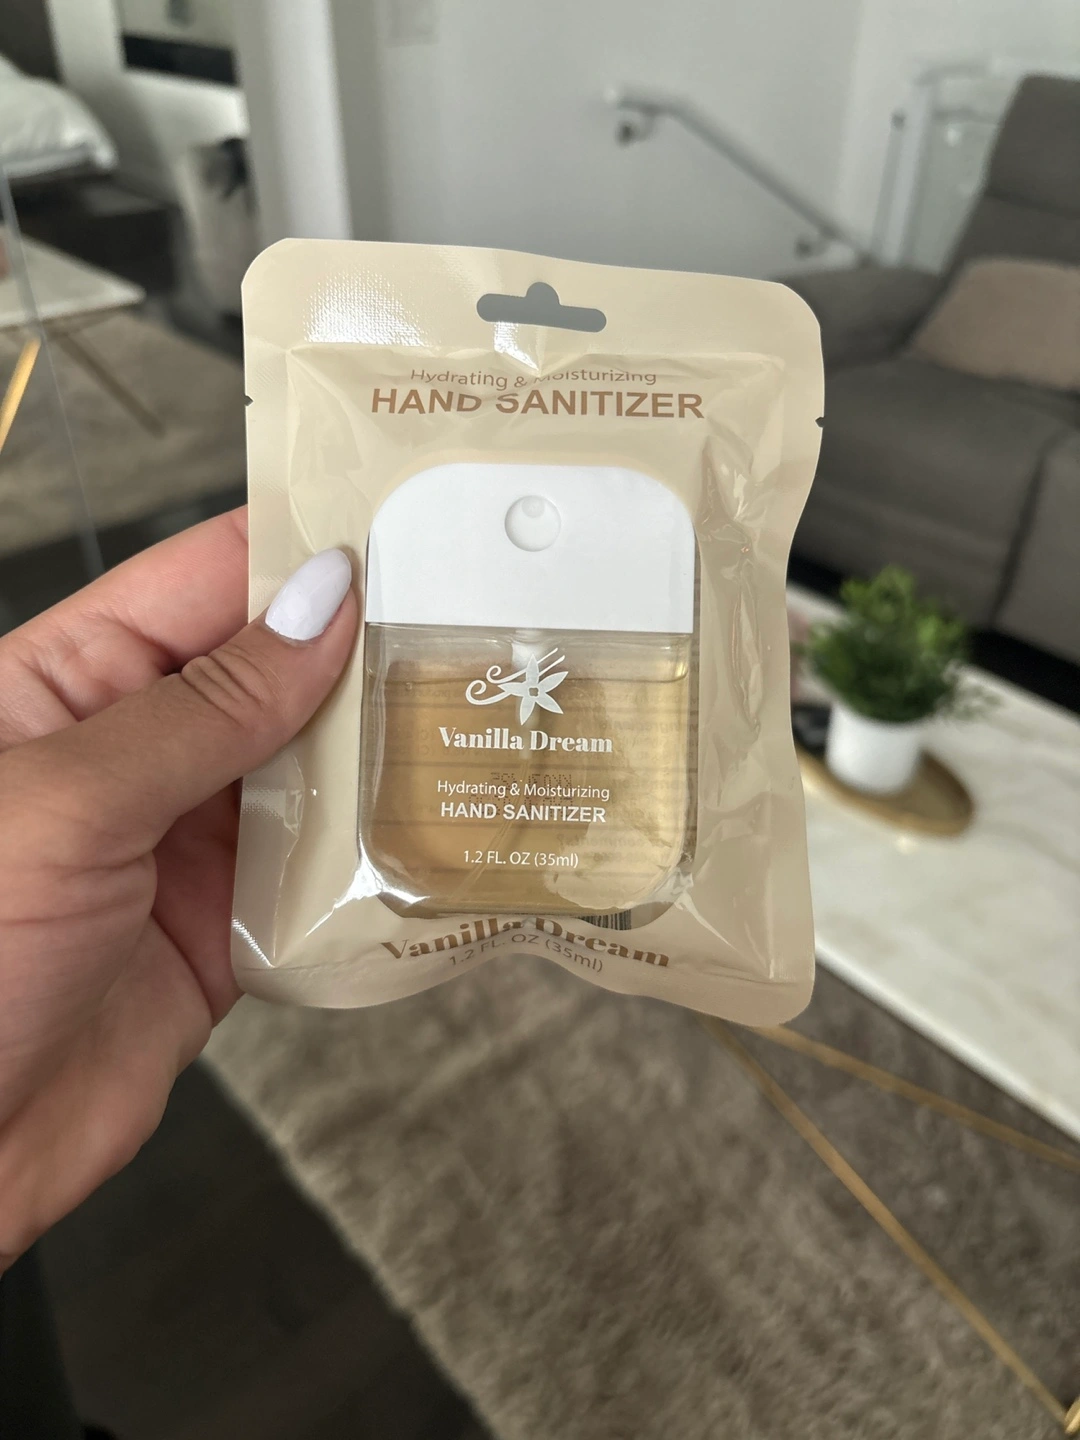 Hydrating & Moisturizing
HAND SANITIZER
Vanilla Dream
Hydrating & Moisturizing
HAND SANITIZER
1.2 FL. OZ (35ml)
Vanilla Dream
1.2 FL. OZ (35ml)